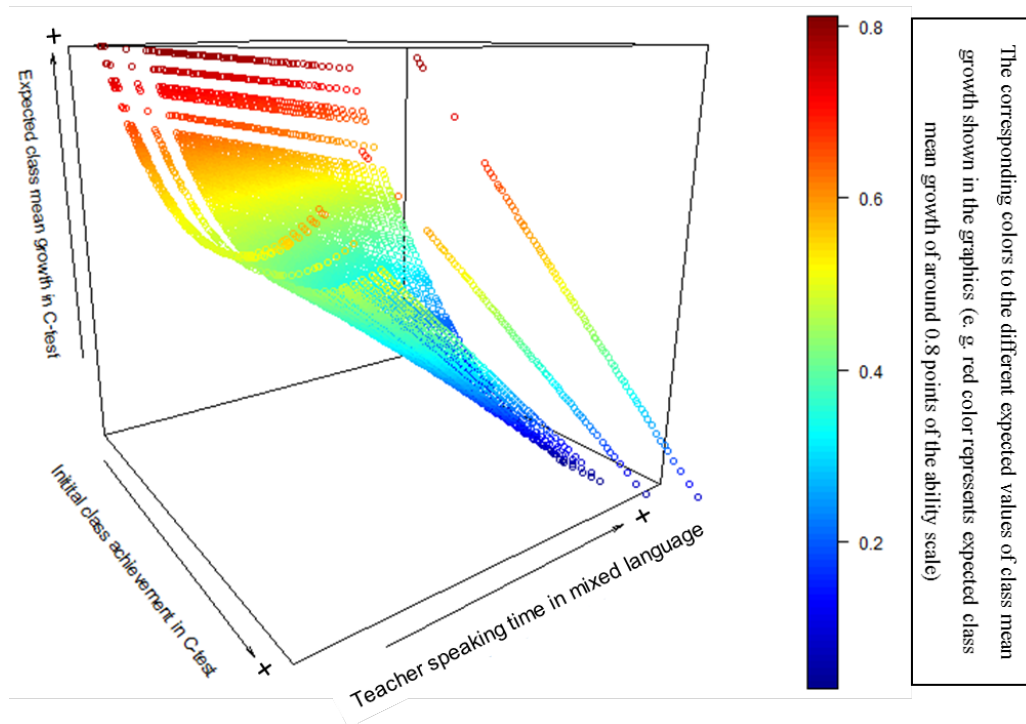 +
Expected class mean growth in C-test
Initital class achievement in C-test
+
Teacher speaking time in mixed language
+
0.8
0.6
0.4
0.2
The corresponding colors to the different expected values of class mean
growth shown in the graphics (e. g. red color represents expected class
mean growth of around 0.8 points of the ability scale)